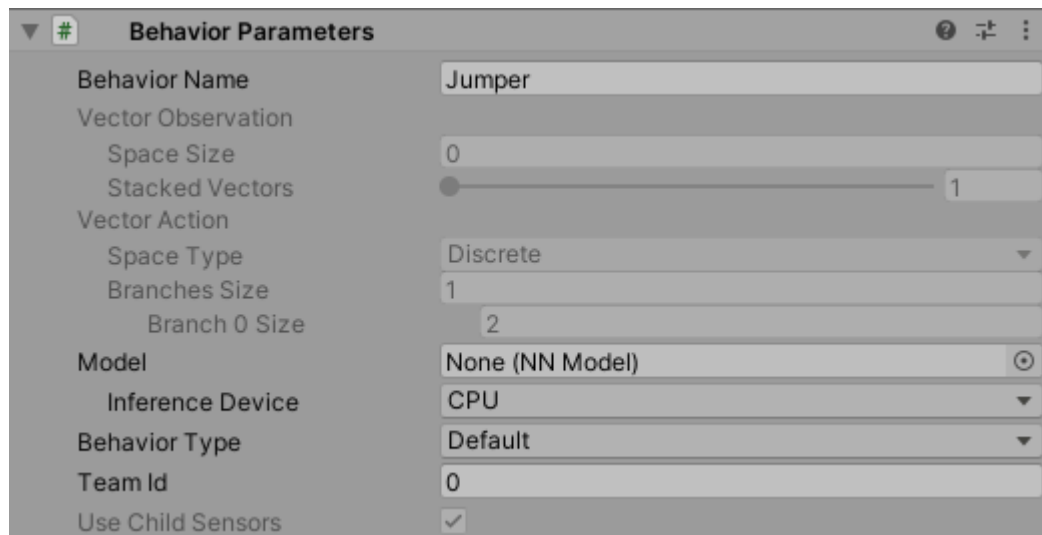 # Behavior Parameters
Behavior Name Jumper
Vector Observation
Space Size 0
Stacked Vectors 1
Vector Action
Space Type Discrete
Branches Size 1
Branch 0 Size 2
Model None (NN Model)
Inference Device CPU
Behavior Type Default
Team Id 0
Use Child Sensors